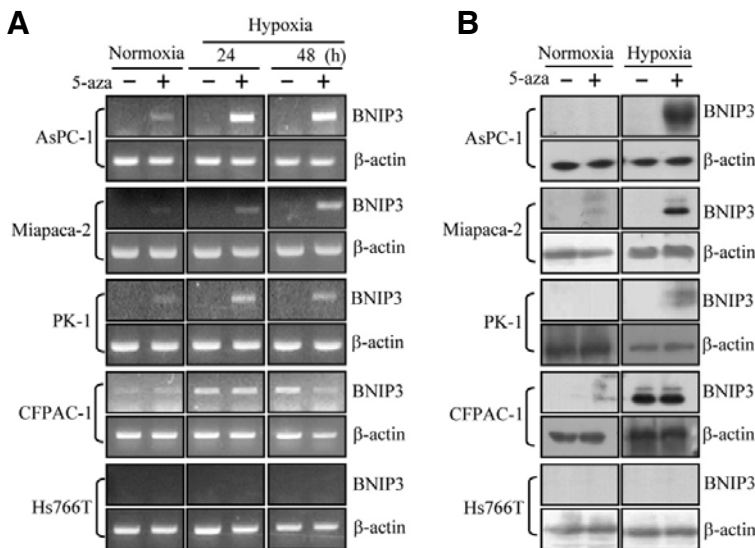 A
Hypoxia
Normoxia 24 48 (h)
5-aza − + − + − +
AsPC-1
BNIP3
β-actin
Miapaca-2
BNIP3
β-actin
PK-1
BNIP3
β-actin
CFPAC-1
BNIP3
β-actin
Hs766T
BNIP3
β-actin
B
Normoxia Hypoxia
5-aza − + − +
AsPC-1
BNIP3
β-actin
Miapaca-2
BNIP3
β-actin
PK-1
BNIP3
β-actin
CFPAC-1
BNIP3
β-actin
Hs766T
BNIP3
β-actin